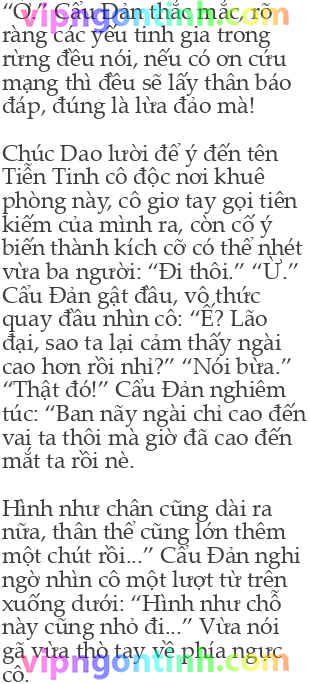 “Ờ.” Cẩu Đản thắc mắc, rõ
ràng các yêu tinh già trong
rừng đều nói, nếu có ơn cứu
mạng thì đều sẽ lấy thân báo
đáp, đúng là lừa đảo mà!
Chúc Dao lười để ý đến tên
Tiễn Tinh cô độc nơi khuê
phòng này, cô giơ tay gọi tiên
kiếm của mình ra, còn cố ý
biến thành kích cỡ có thể nhét
vừa ba người: “Đi thôi.” “Ừ.”
Cẩu Đản gật đầu, vô thức
quay đầu nhìn cô: “Ế? Lão
đại, sao ta lại cảm thấy ngài
cao hơn rồi nhỉ?” “Nói bừa.”
“Thật đó!” Cẩu Đản nghiêm
túc: “Ban nãy ngài chỉ cao đến
vai ta thôi mà giờ đã cao đến
mắt ta rồi nè.
Hình như chân cũng dài ra
nữa, thân thể cũng lớn thêm
một chút rồi...” Cẩu Đản nghi
ngờ nhìn cô một lượt từ trên
xuống dưới: “Hình như chỗ
này cũng nhỏ đi...” Vừa nói
gã vừa thò tay về phía ngực
cô.
vipngontinh.com
vipngontinh.com
vipngontinh.com